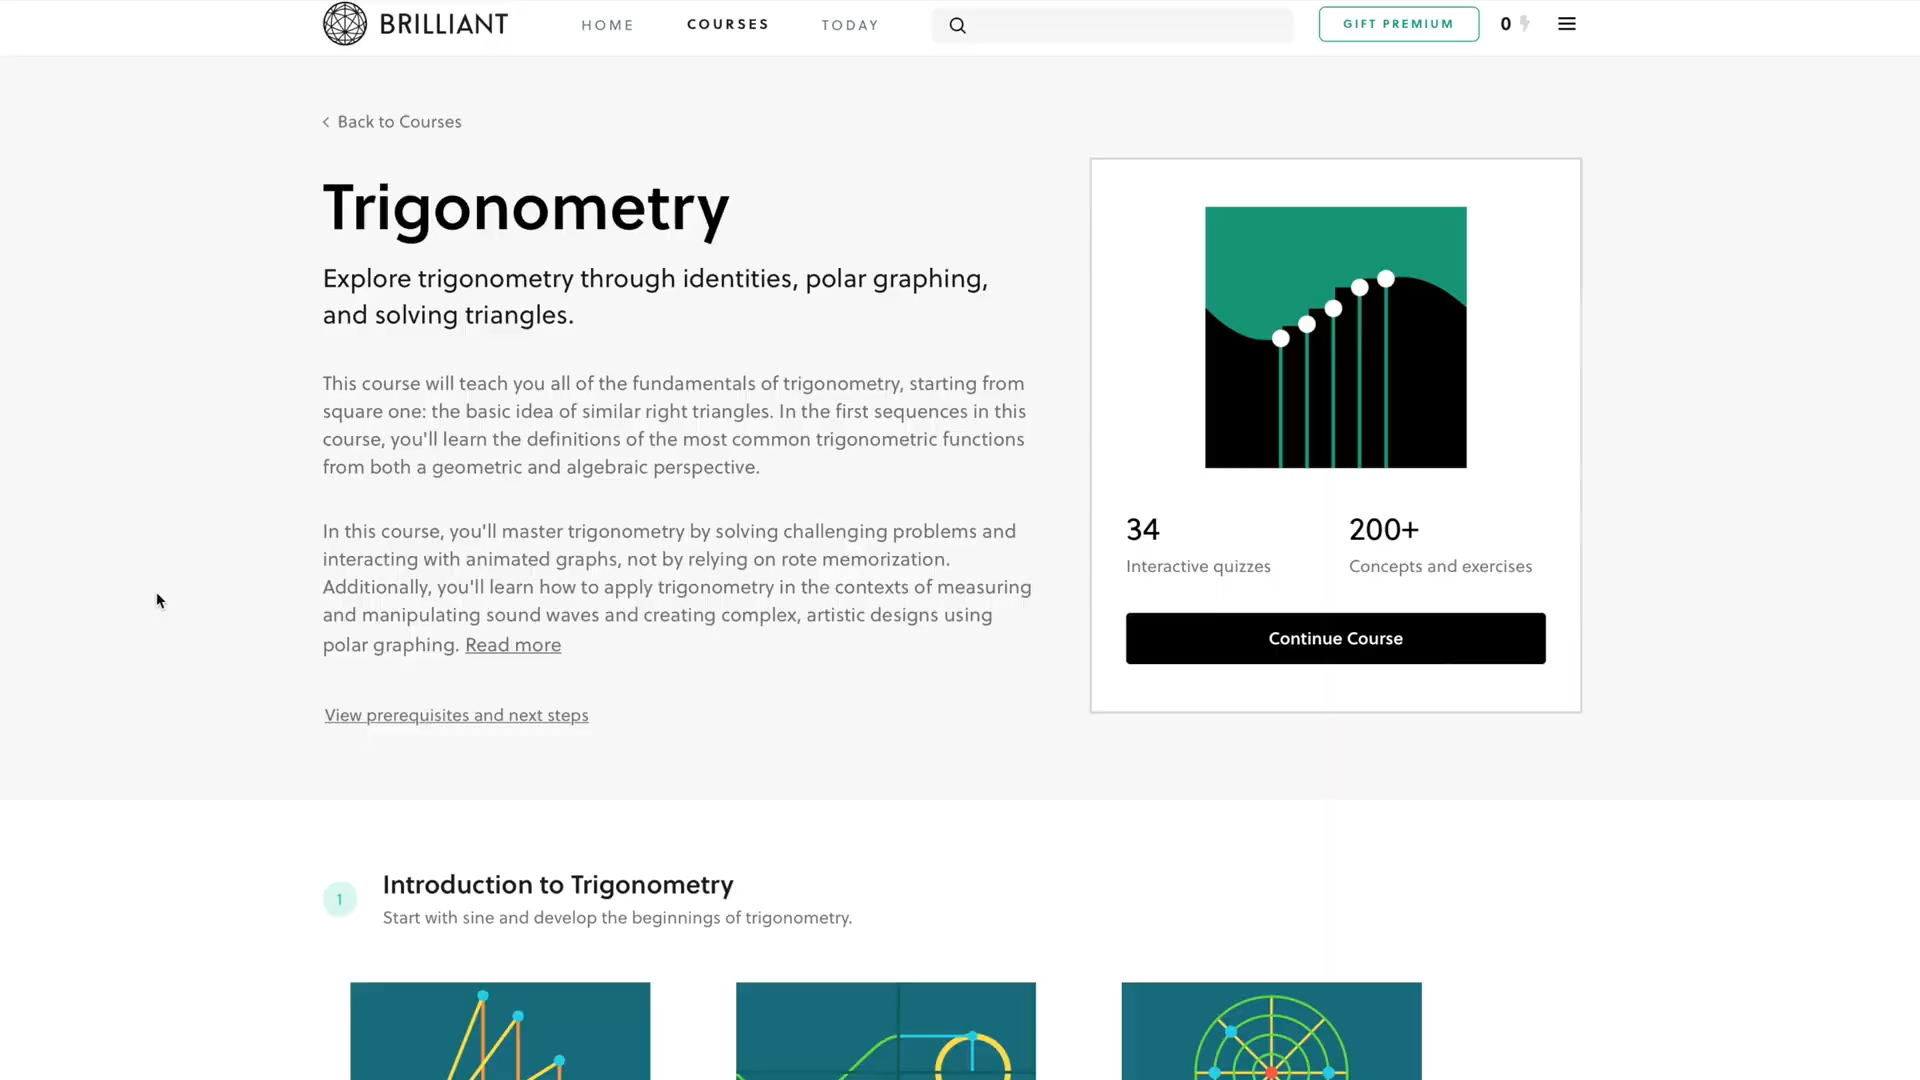 BRILLIANT
HOME
COURSES
TODAY
GIFT PREMIUM
0
Back to Courses
Trigonometry
Explore trigonometry through identities, polar graphing,
and solving triangles.
This course will teach you all of the fundamentals of trigonometry, starting from
square one: the basic idea of similar right triangles. In the first sequences in this
course, you'll learn the definitions of the most common trigonometric functions
from both a geometric and algebraic perspective.
In this course, you'll master trigonometry by solving challenging problems and
interacting with animated graphs, not by relying on rote memorization.
Additionally, you'll learn how to apply trigonometry in the contexts of measuring
and manipulating sound waves and creating complex, artistic designs using
polar graphing. Read more
View prerequisites and next steps
34
Interactive quizzes
200+
Concepts and exercises
Continue Course
1
Introduction to Trigonometry
Start with sine and develop the beginnings of trigonometry.